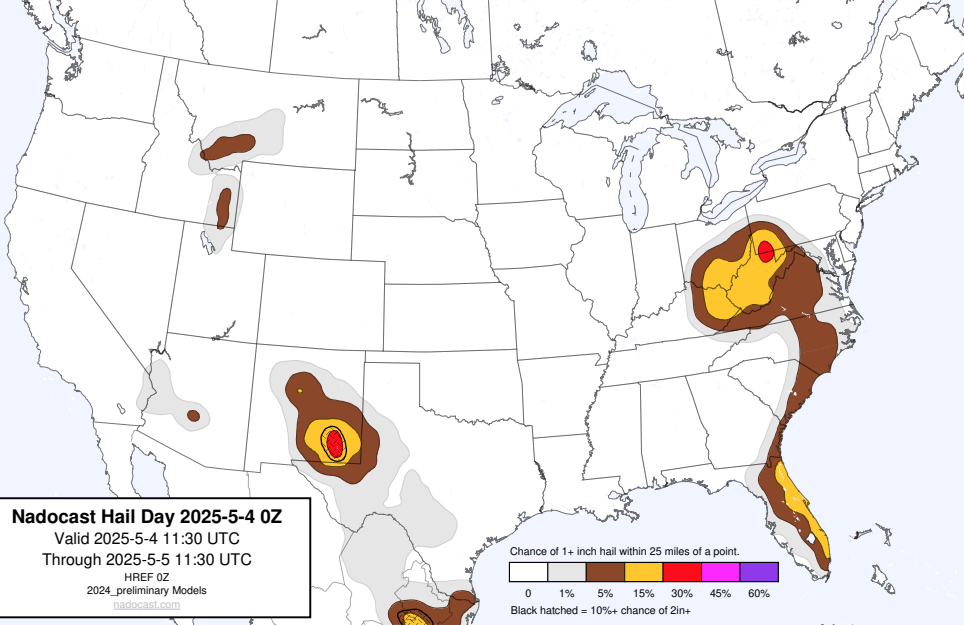 Nadocast Hail Day 2025-5-4 0Z
Valid 2025-5-4 11:30 UTC
Through 2025-5-5 11:30 UTC
HREF 0Z
2024_preliminary Models
nadocast.com
Chance of 1+ inch hail within 25 miles of a point.
0 1% 5% 15% 30% 45% 60%
Black hatched = 10%+ chance of 2in+